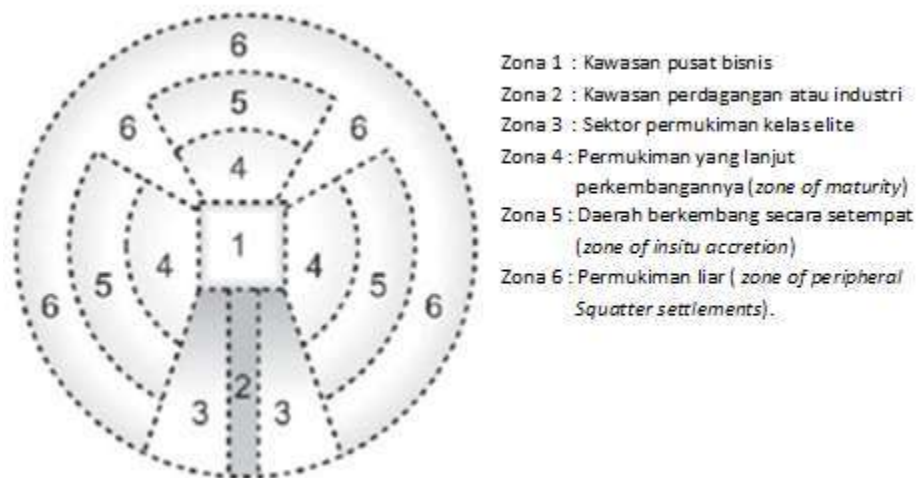 6
6
5
6
6
4
1
5
4
4
5
6
6
2
3
3
Zona 1 : Kawasan pusat bisnis
Zona 2 : Kawasan perdagangan atau industri
Zona 3 : Sektor permukiman kelas elite
Zona 4 : Permukiman yang lanjut
perkembangannya (zone of maturity)
Zona 5 : Daerah berkembang secara setempat
(zone of insitu accretion)
Zona 6 : Permukiman liar ( zone of peripheral
Squatter settlements).